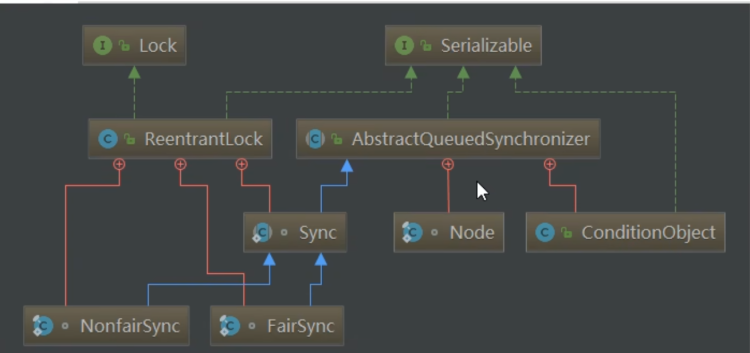 Lock
Serializable
ReentrantLock
AbstractQueuedSynchronizer
Sync
Node
ConditionObject
NonfairSync
FairSync